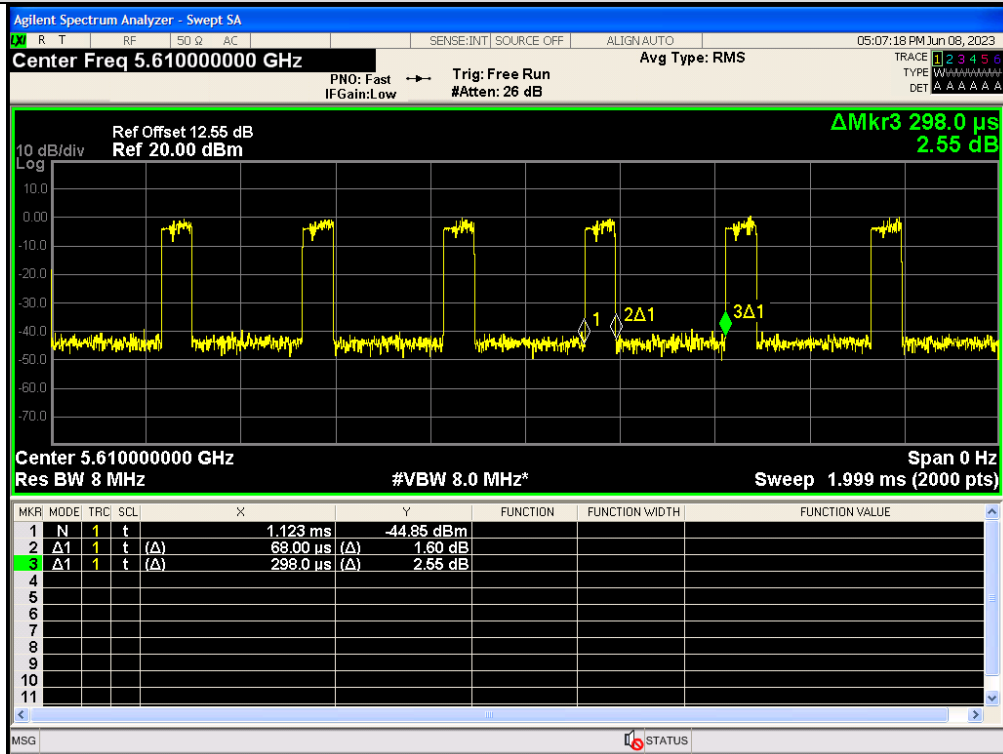 Agilent Spectrum Analyzer - Swept SA
LXI R T RF 50 Ω AC SENSE:INT SOURCE OFF ALIGN AUTO 05:07:18 PM Jun 08, 2023
Center Freq 5.610000000 GHz
Avg Type: RMS
TRACE 1 2 3 4 5 6
PNO: Fast Trig: Free Run
TYPE WWWWWW
IFGain:Low #Atten: 26 dB
DET A A A A A A
ΔMkr3 298.0 µs
2.55 dB
Ref Offset 12.55 dB
10 dB/div Ref 20.00 dBm
Log
10.0
0.00
-10.0
-20.0
-30.0
-40.0
-50.0
-60.0
-70.0
1 2Δ1 3Δ1
Center 5.610000000 GHz Span 0 Hz
Res BW 8 MHz #VBW 8.0 MHz* Sweep 1.999 ms (2000 pts)
MKR MODE TRC SCL X Y FUNCTION FUNCTION WIDTH FUNCTION VALUE
1 N 1 t 1.123 ms -44.85 dBm
2 Δ1 1 t (Δ) 68.00 µs (Δ) 1.60 dB
3 Δ1 1 t (Δ) 298.0 µs (Δ) 2.55 dB
4
5
6
7
8
9
10
11
MSG STATUS